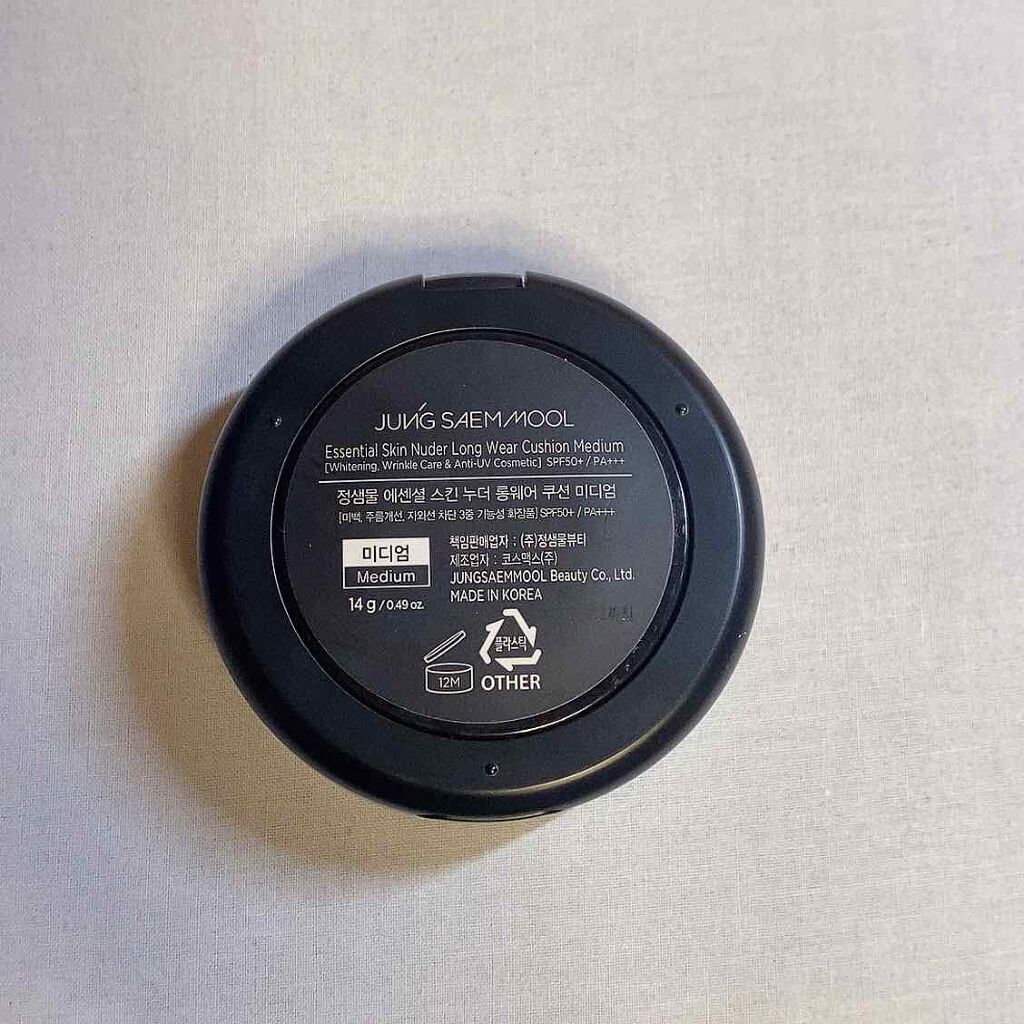 JUNG SAEM MOOL
Essential Skin Nuder Long Wear Cushion Medium
[Whitening, Wrinkle Care & Anti-UV Cosmetic] SPF50+ / PA+++
정샘물 에센셜 스킨 누더 롱웨어 쿠션 미디엄
[미백, 주름개선, 자외선 차단 3중 기능성 화장품] SPF50+ / PA+++
미디엄
Medium
14 g / 0.49 oz.
책임판매업자 : (주)정샘물뷰티
제조업자 : 코스맥스(주)
JUNGSAEMMOOL Beauty Co., Ltd.
MADE IN KOREA
12M
플라스틱
OTHER